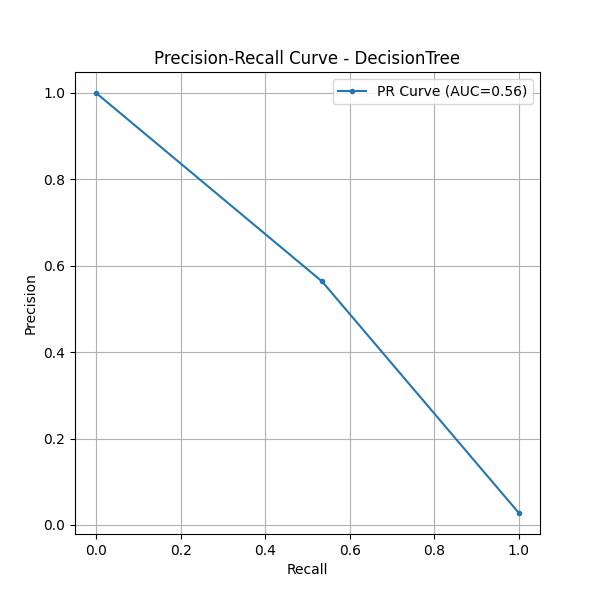 Precision-Recall Curve - DecisionTree
PR Curve (AUC=0.56)
1.0
0.8
0.6
0.4
0.2
0.0
Precision
0.0 0.2 0.4 0.6 0.8 1.0
Recall